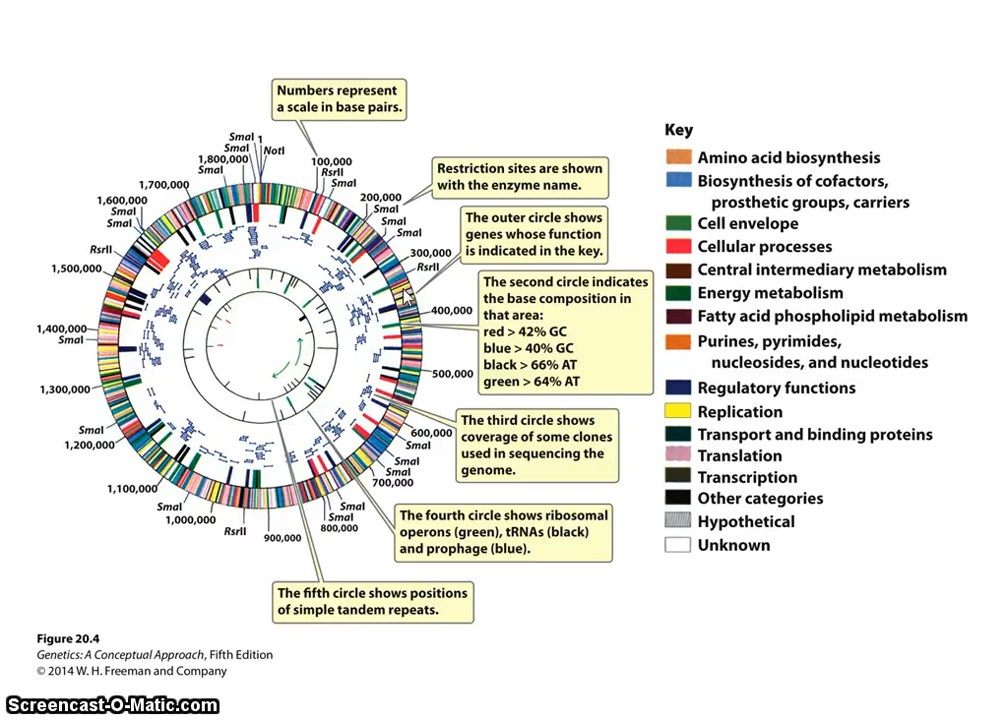 Numbers represent
a scale in base pairs.
SmaI
1
SmaI
NotI
1,800,000
SmaI
100,000
RsrII
SmaI
1,700,000
Restriction sites are shown
with the enzyme name.
200,000
SmaI
SmaI
SmaI
1,600,000
SmaI
SmaI
The outer circle shows
genes whose function
is indicated in the key.
RsrII
300,000
RsrII
1,500,000
The second circle indicates
the base composition in
that area:
red > 42% GC
blue > 40% GC
black > 66% AT
green > 64% AT
400,000
1,400,000
SmaI
500,000
1,300,000
The third circle shows
coverage of some clones
used in sequencing the
genome.
SmaI
1,200,000
600,000
SmaI
SmaI
700,000
1,100,000
SmaI
1,000,000
RsrII
900,000
SmaI
SmaI
800,000
The fourth circle shows ribosomal
operons (green), tRNAs (black)
and prophage (blue).
The fifth circle shows positions
of simple tandem repeats.
Key
Amino acid biosynthesis
Biosynthesis of cofactors,
prosthetic groups, carriers
Cell envelope
Cellular processes
Central intermediary metabolism
Energy metabolism
Fatty acid phospholipid metabolism
Purines, pyrimides,
nucleosides, and nucleotides
Regulatory functions
Replication
Transport and binding proteins
Translation
Transcription
Other categories
Hypothetical
Unknown
Figure 20.4
Genetics: A Conceptual Approach, Fifth Edition
© 2014 W. H. Freeman and Company
Screencast-O-Matic.com